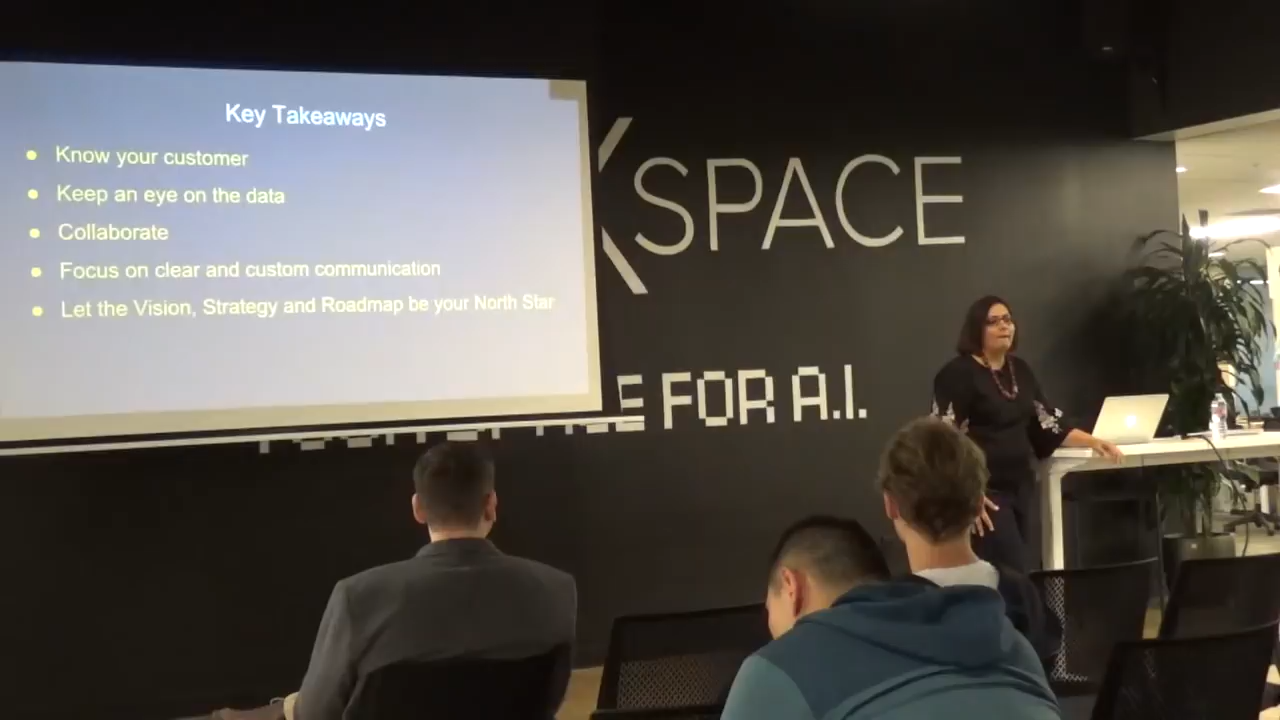 Key Takeaways
Know your customer
Keep an eye on the data
Collaborate
Focus on clear and custom communication
Let the Vision, Strategy and Roadmap be your North Star
SPACE
FOR A.I.